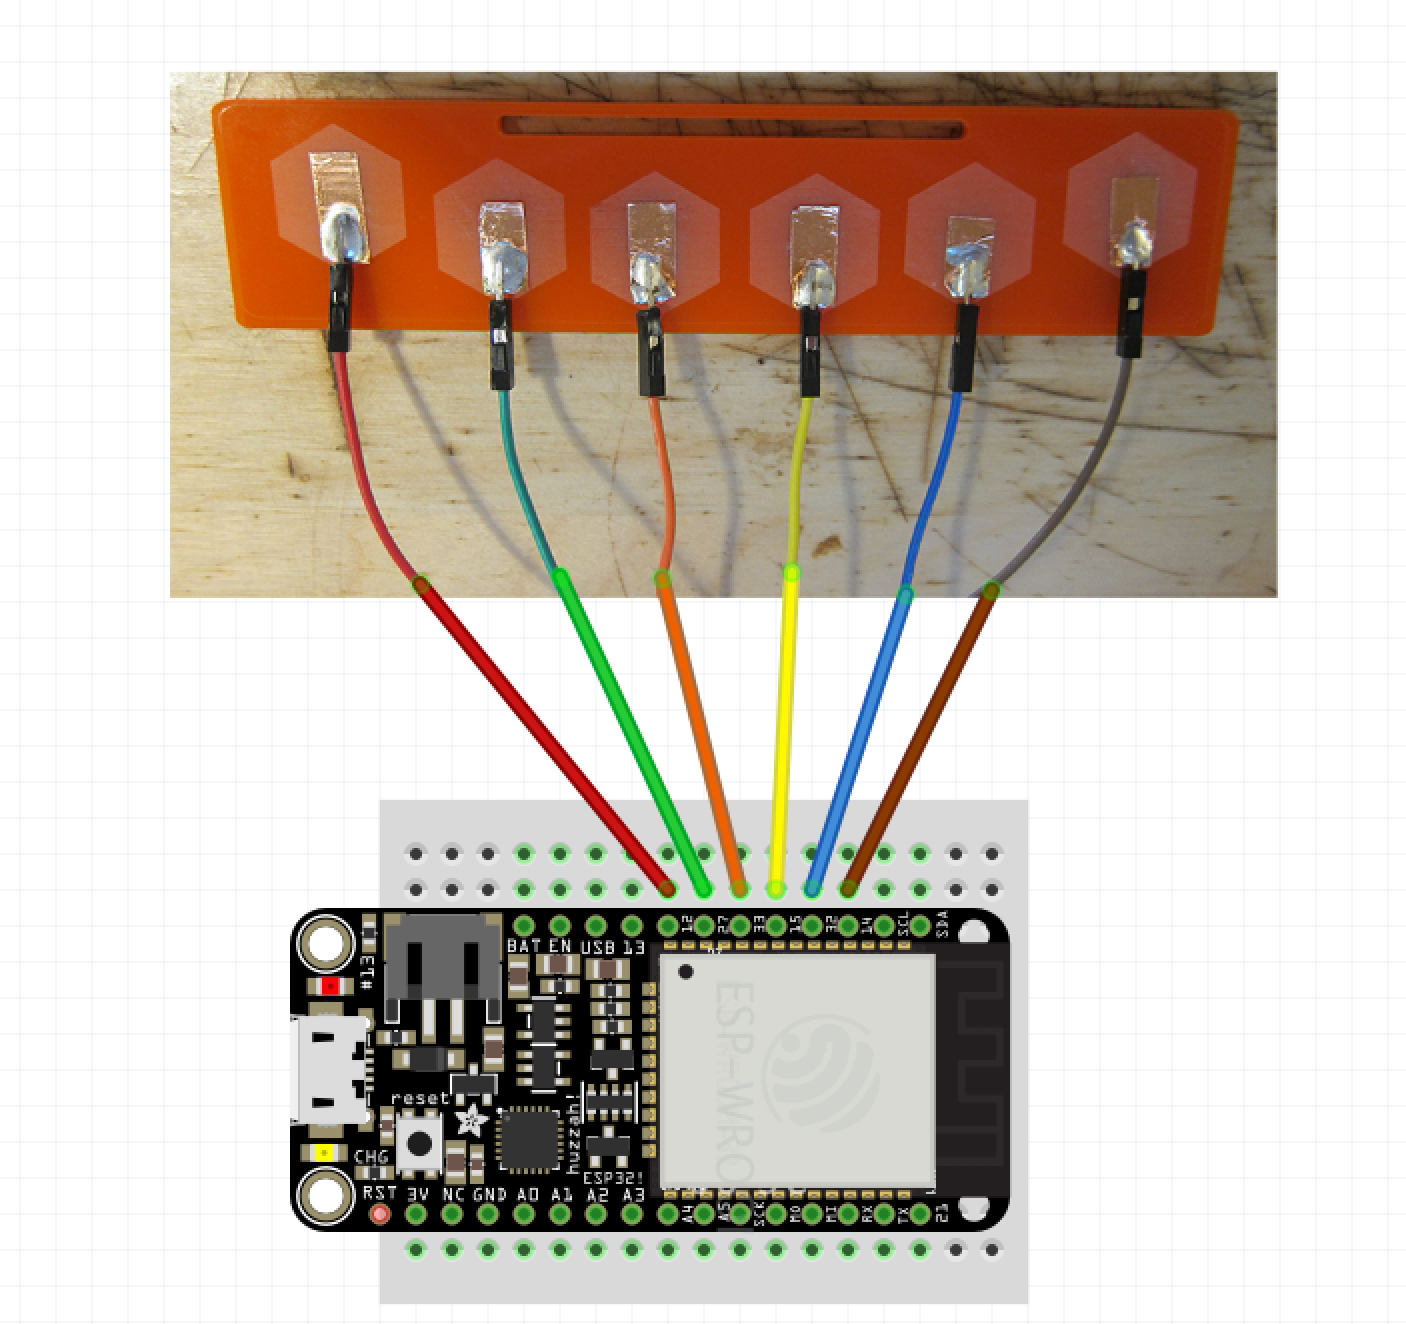 12 27 33 15 32 14 SCL SDA
BAT EN USB 13
#13
ESP-WRO
reset
huzzah!
CHG
ESP32!
RST 3V NC GND A0 A1 A2 A3
A4 A5 SCK MO MI RX TX 21